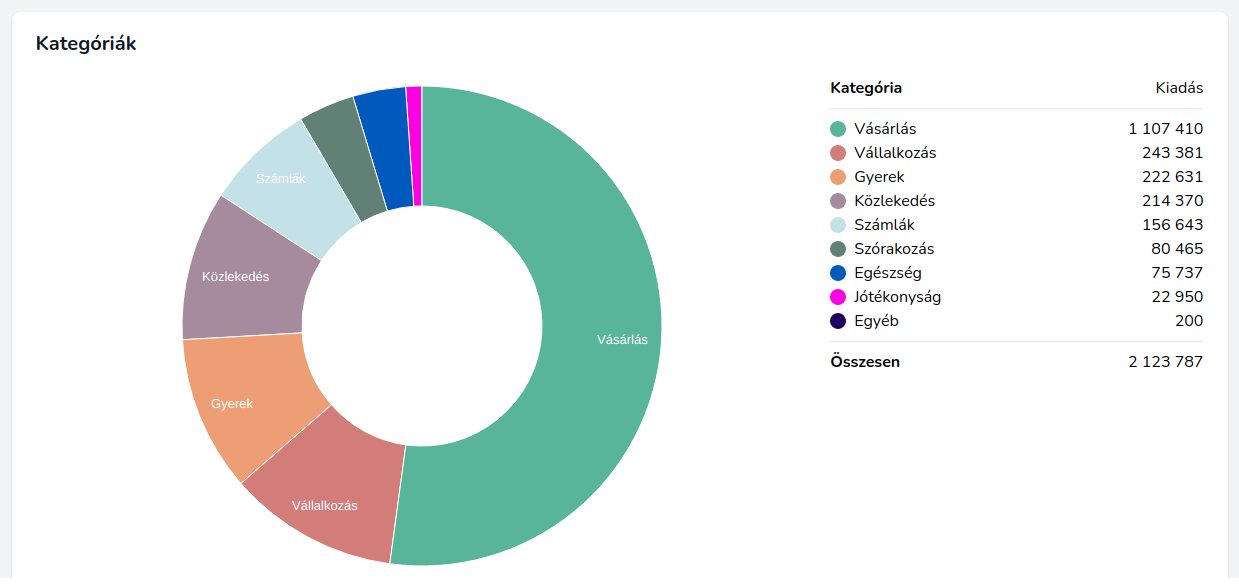 Kategóriák
Számlák
Közlekedés
Vásárlás
Gyerek
Vállalkozás
Kategória Kiadás
Vásárlás 1 107 410
Vállalkozás 243 381
Gyerek 222 631
Közlekedés 214 370
Számlák 156 643
Szórakozás 80 465
Egészség 75 737
Jótékonyság 22 950
Egyéb 200
Összesen 2 123 787